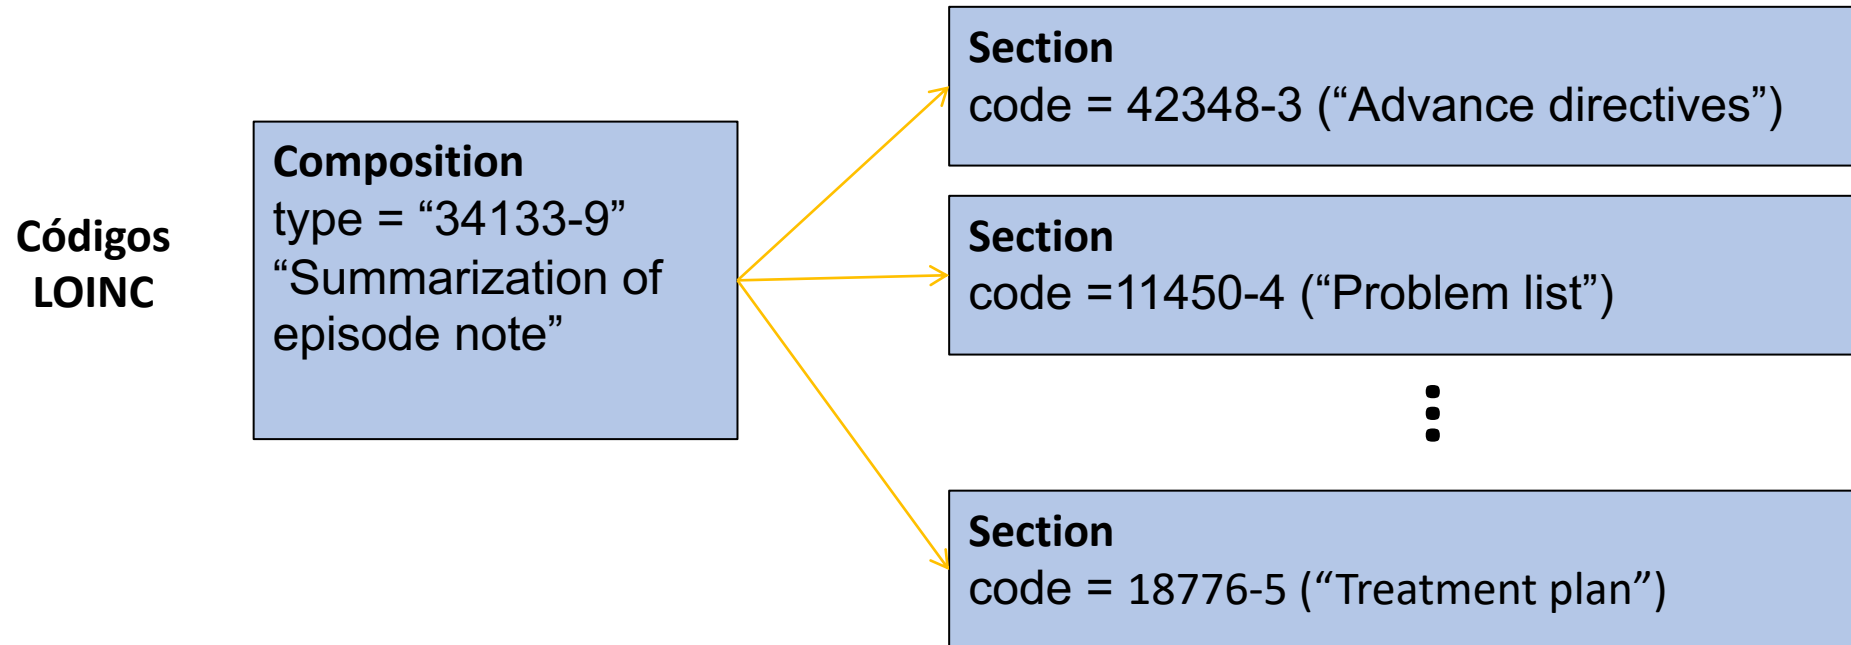 Códigos
LOINC
Composition
type = “34133-9”
“Summarization of
episode note”
Section
code = 42348-3 (“Advance directives”)
Section
code =11450-4 (“Problem list”)
Section
code = 18776-5 (“Treatment plan”)